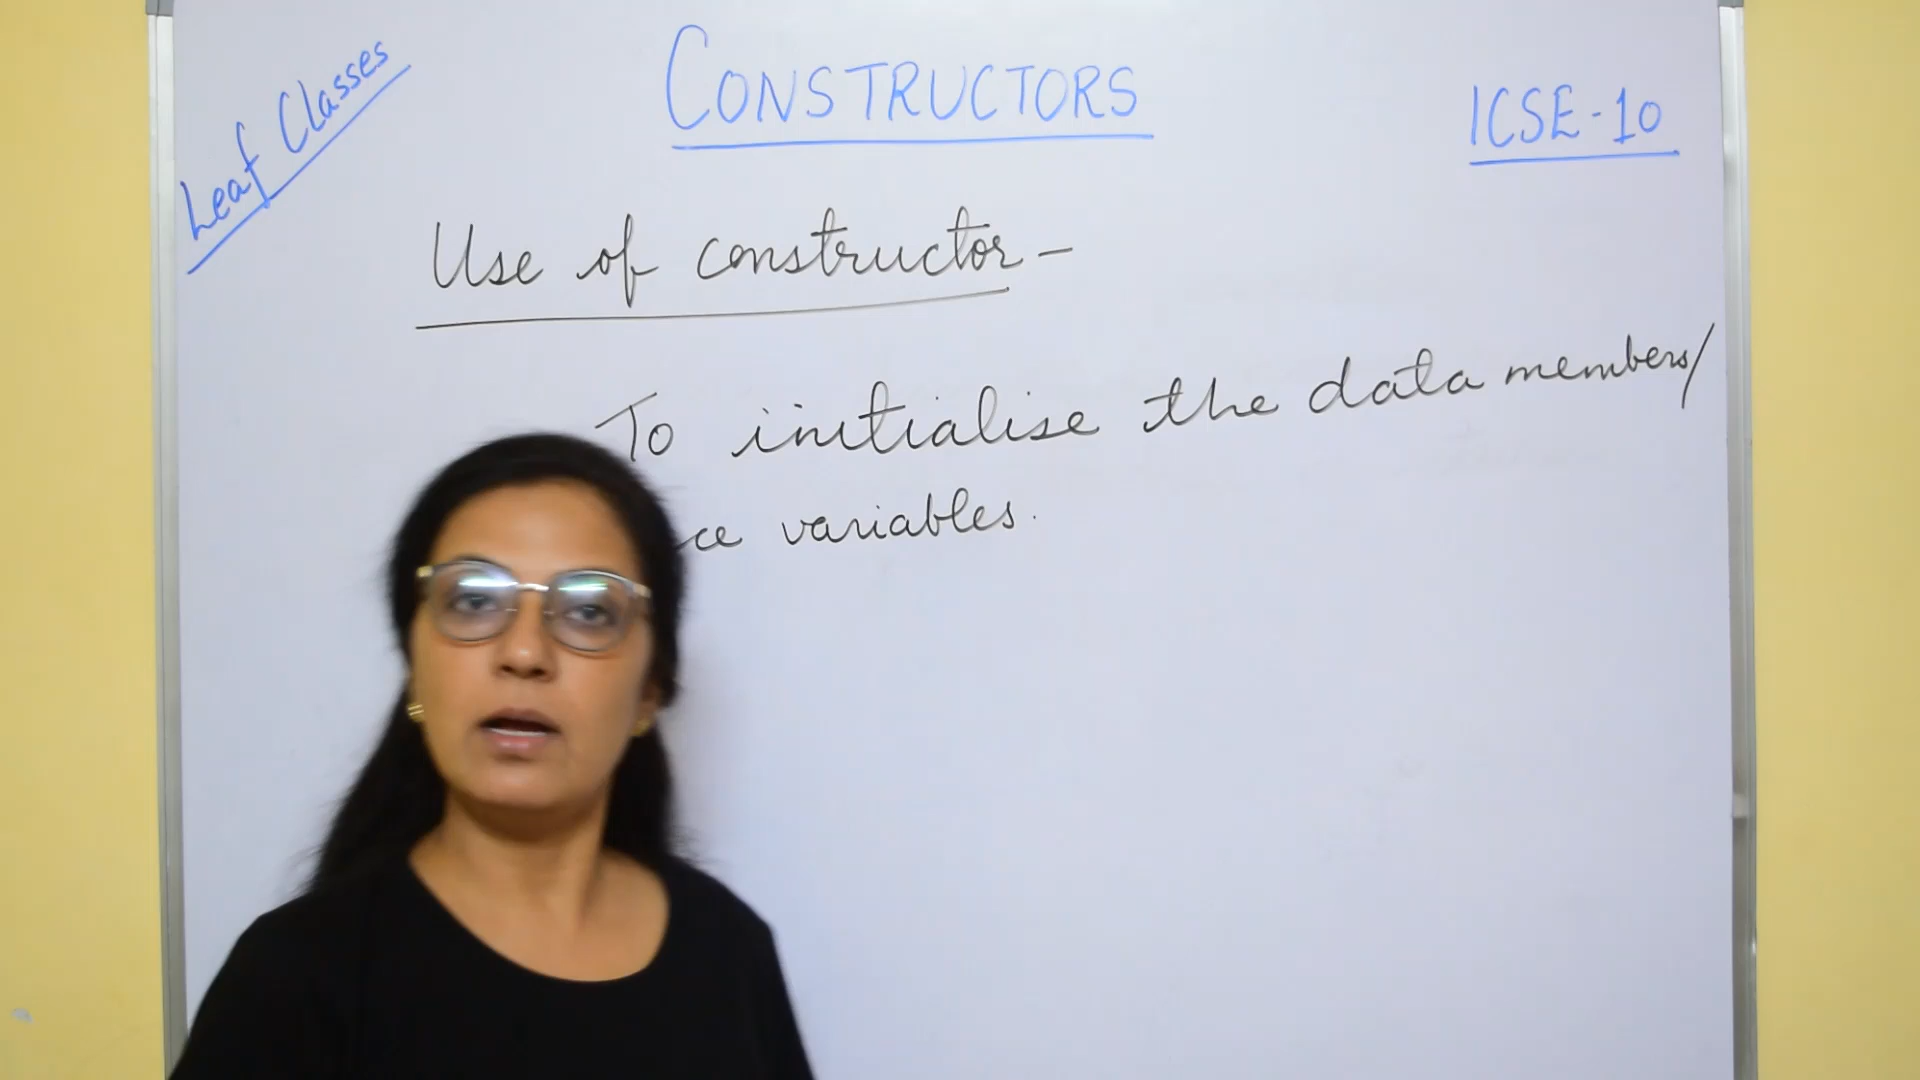 Leaf Classes
CONSTRUCTORS
ICSE-10
Use of constructor -
To initialise the data members/
variables.